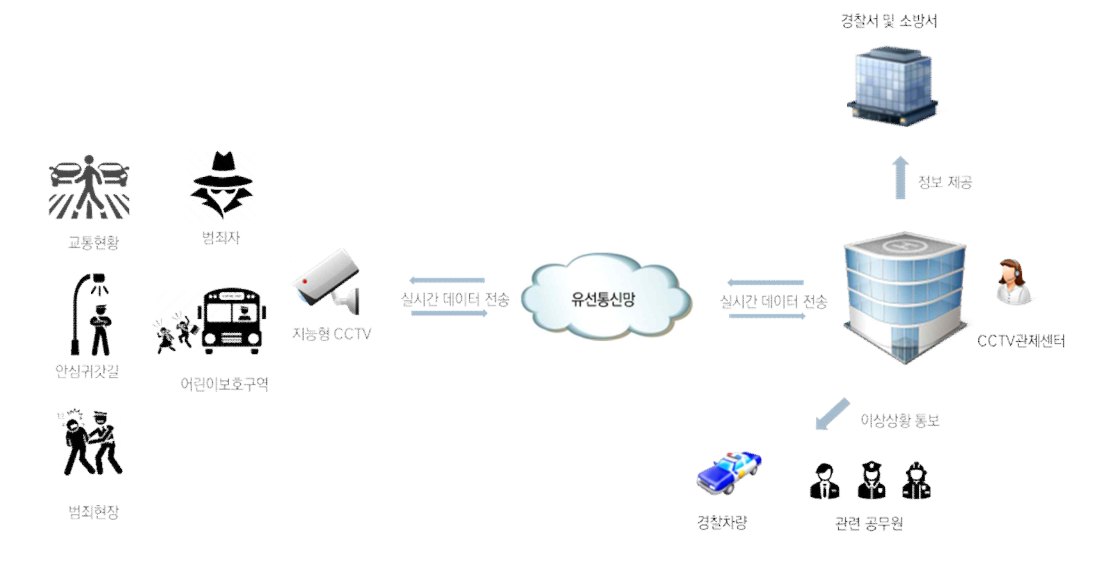 경찰서 및 소방서
정보 제공
교통현황
범죄자
안심귀갓길
어린이보호구역
범죄현장
지능형 CCTV
실시간 데이터 전송
유선통신망
실시간 데이터 전송
CCTV관제센터
이상상황 통보
경찰차량
관련 공무원